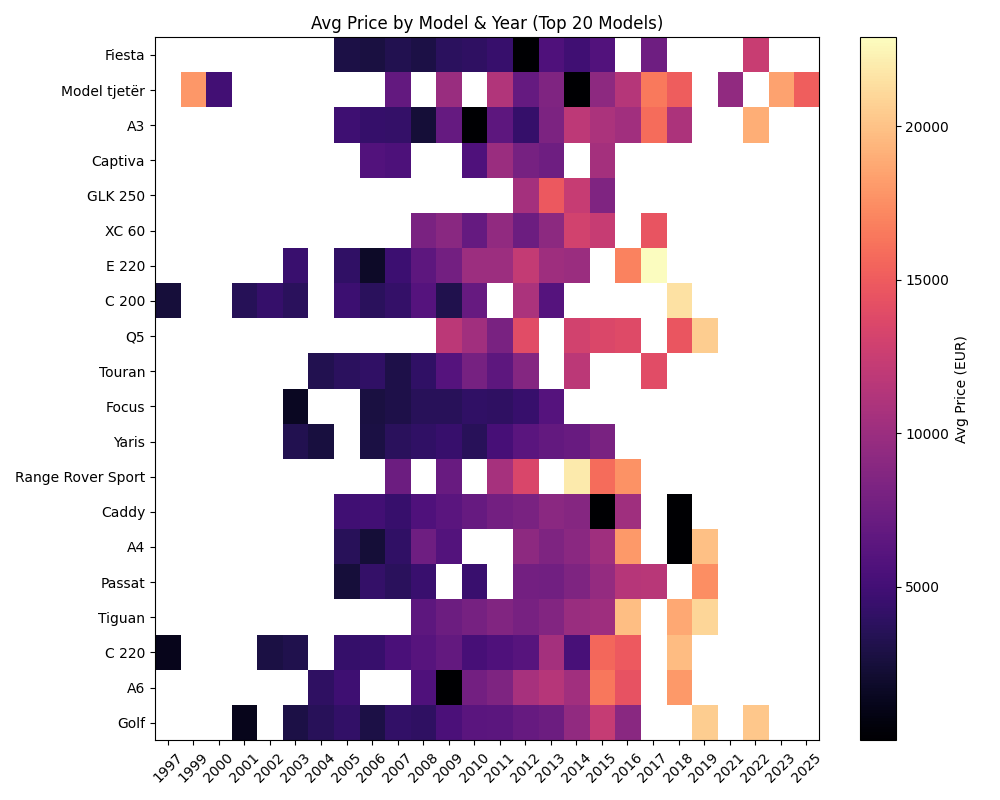 Avg Price by Model & Year (Top 20 Models)
Fiesta
Model tjetër
A3
Captiva
GLK 250
XC 60
E 220
C 200
Q5
Touran
Focus
Yaris
Range Rover Sport
Caddy
A4
Passat
Tiguan
C 220
A6
Golf
1997 1999 2000 2001 2002 2003 2004 2005 2006 2007 2008 2009 2010 2011 2012 2013 2014 2015 2016 2017 2018 2019 2021 2022 2023 2025
20000
15000
10000
5000
Avg Price (EUR)